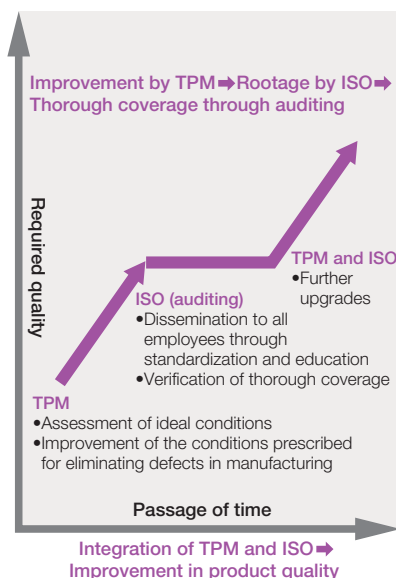 Improvement by TPM➡Rootage by ISO➡
Thorough coverage through auditing
Required quality
TPM and ISO
•Further
upgrades
ISO (auditing)
•Dissemination to all
employees through
standardization and education
•Verification of thorough coverage
TPM
•Assessment of ideal conditions
•Improvement of the conditions prescribed
for eliminating defects in manufacturing
Passage of time
Integration of TPM and ISO➡
Improvement in product quality